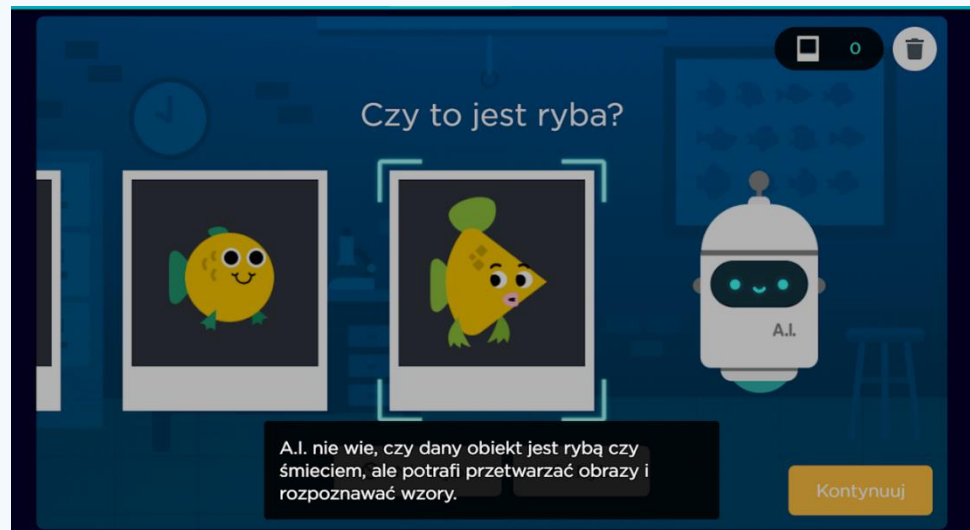 0
Czy to jest ryba?
A.I.
A.I. nie wie, czy dany obiekt jest rybą czy
śmieciem, ale potrafi przetwarzać obrazy i
rozpoznawać wzory.
Kontynuuj